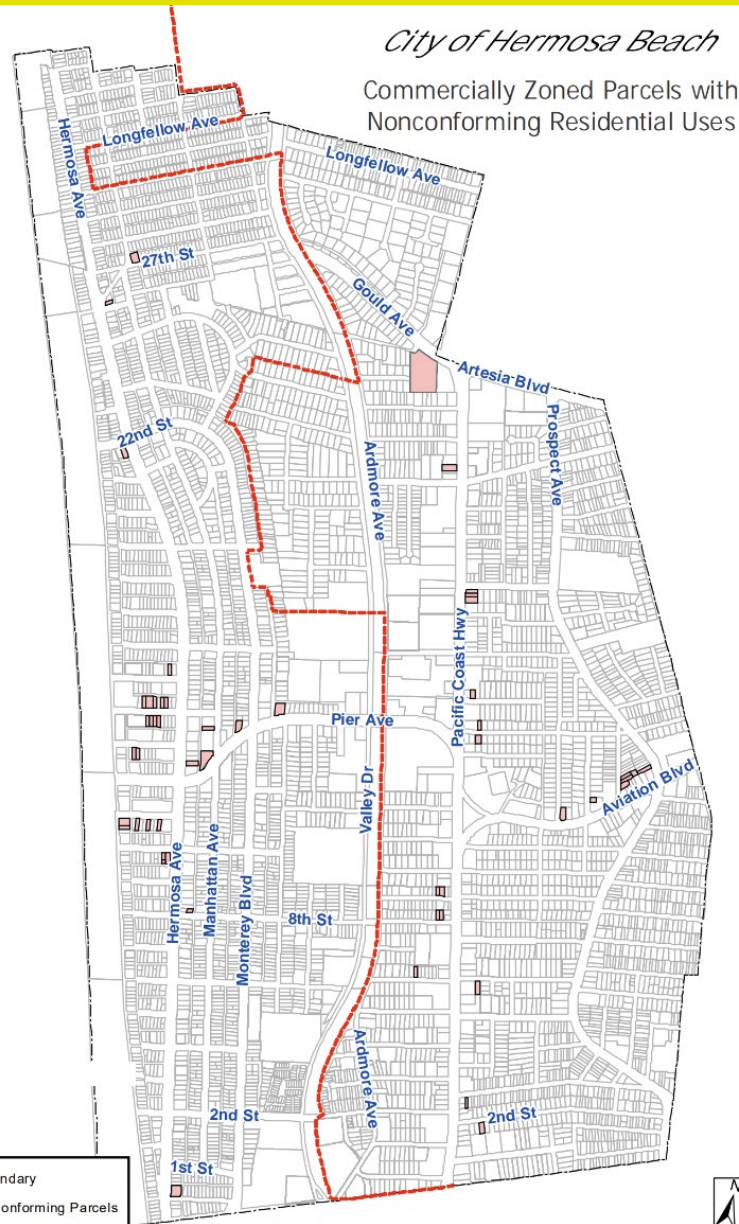 City of Hermosa Beach
Commercially Zoned Parcels with
Nonconforming Residential Uses
Hermosa Ave
Longfellow Ave
Longfellow Ave
27th St
Gould Ave
Artesia Blvd
22nd St
Prospect Ave
Ardmore Ave
Pacific Coast Hwy
Pier Ave
Valley Dr
Aviation Blvd
Hermosa Ave
Manhattan Ave
Monterey Blvd
8th St
Ardmore Ave
2nd St
2nd St
1st St
ndary
onforming Parcels
N